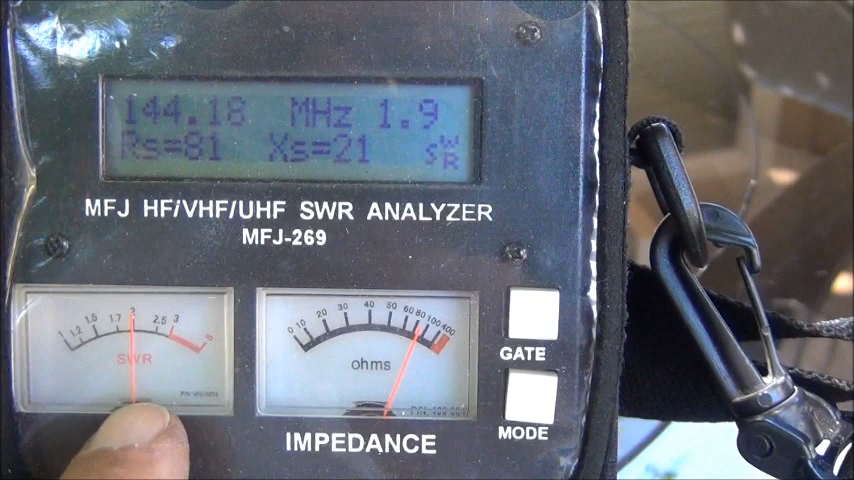 144.18 MHz 1.9
Rs=81 Xs=21 SWR
MFJ HF/VHF/UHF SWR ANALYZER
MFJ-269
1 1.2 1.5 1.7 2 2.5 3 5
SWR
0 10 20 30 40 50 60 80 100 400
ohms
GATE
MODE
IMPEDANCE